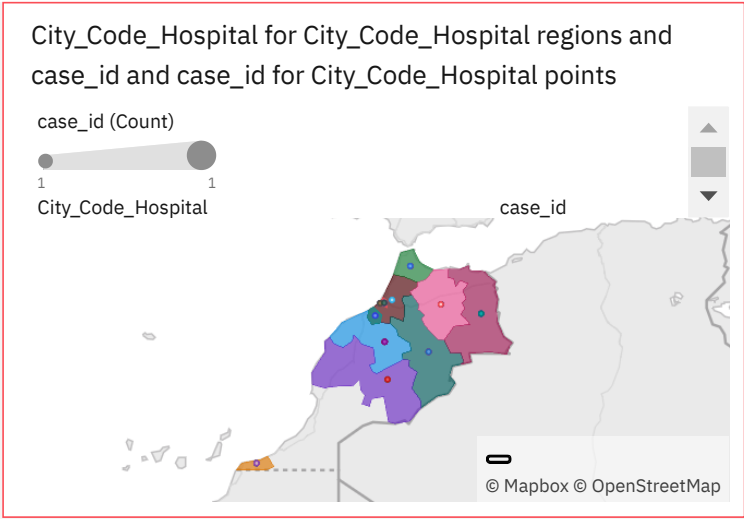 City_Code_Hospital for City_Code_Hospital regions and
case_id and case_id for City_Code_Hospital points
case_id (Count)
1 1
City_Code_Hospital case_id
© Mapbox © OpenStreetMap